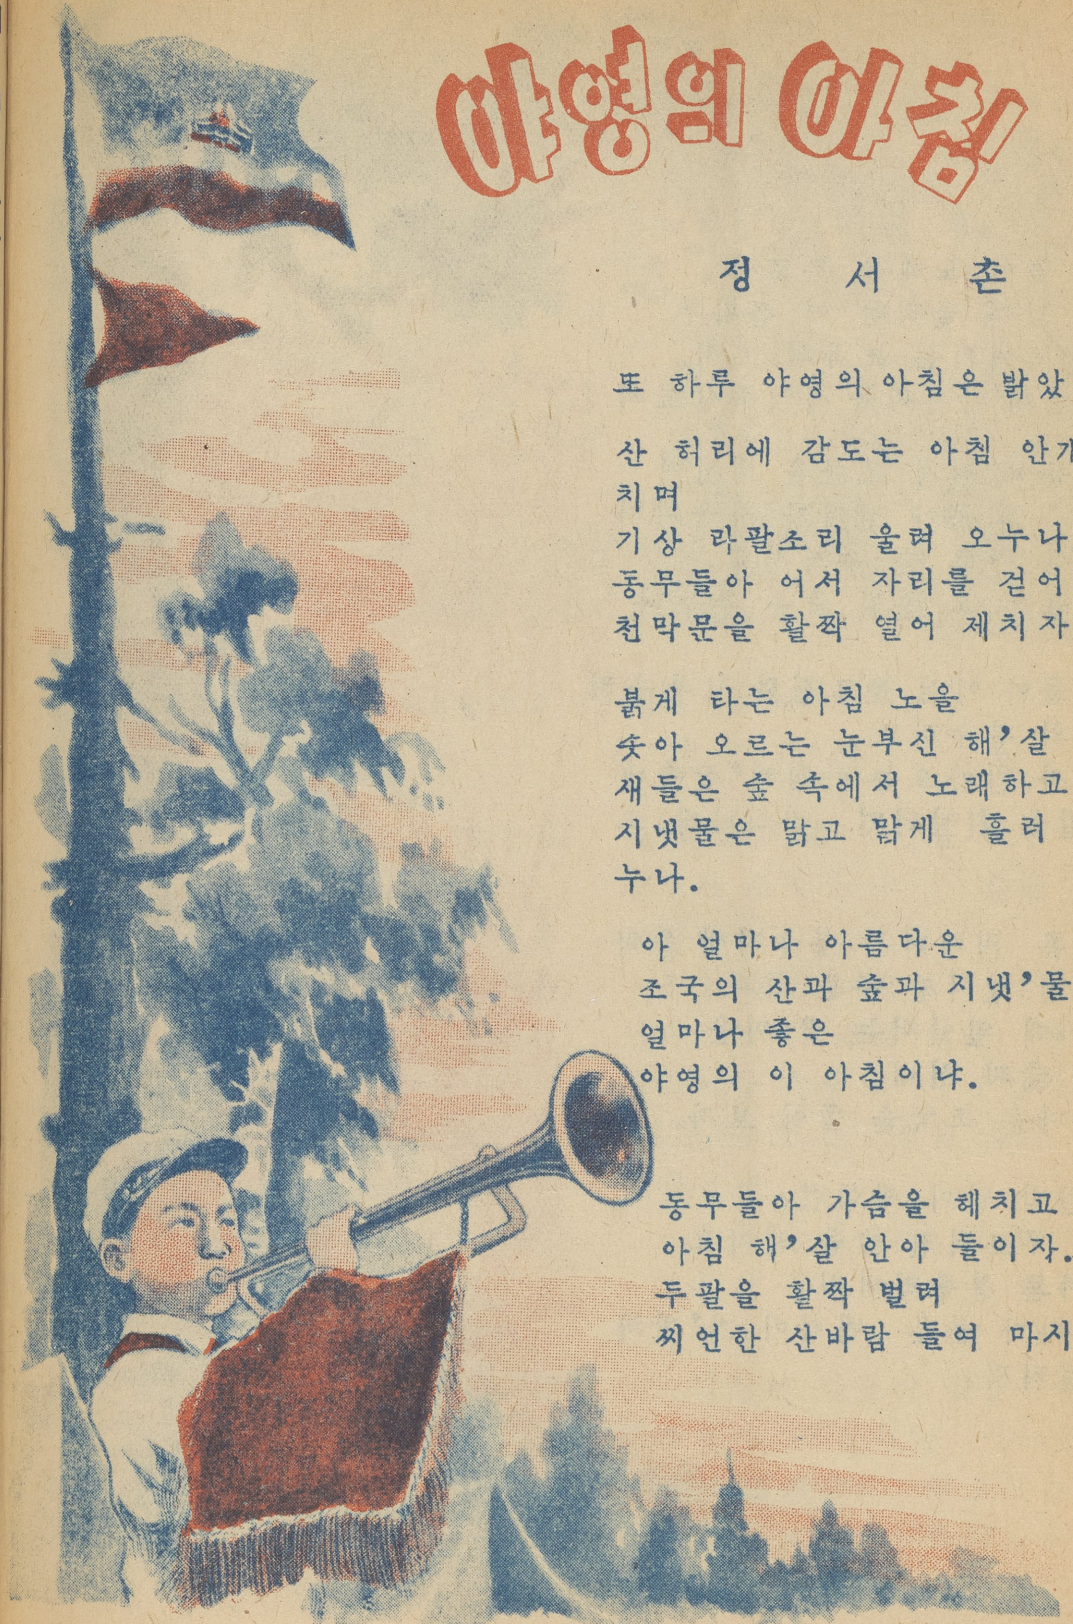 야영의 아침
정 서 촌
또 하루 야영의 아침은 밝았
산 허리에 감도는 아침 안개
치며
기상 라팔소리 울려 오누나
동무들아 어서 자리를 걷어
천막문을 활짝 열어 제치자
붉게 타는 아침 노을
솟아 오르는 눈부신 해’살
새들은 숲 속에서 노래하고
시냇물은 맑고 맑게 흘러
누나.
아 얼마나 아름다운
조국의 산과 숲과 시냇’물
얼마나 좋은
야영의 이 아침이냐.
동무들아 가슴을 헤치고
아침 해’살 안아 들이자.
두팔을 활짝 벌려
찌언한 산바람 들여 마시